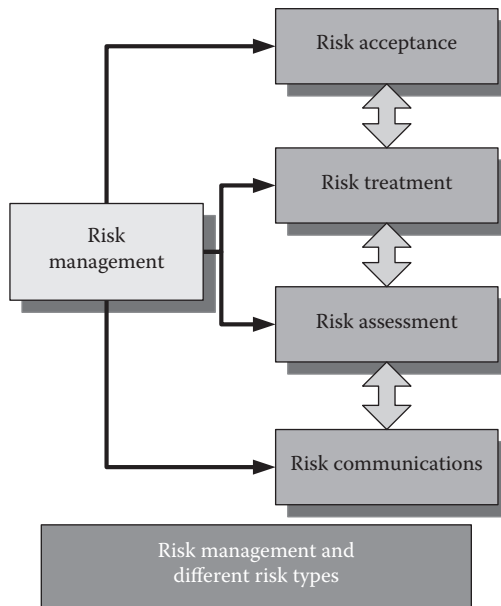 Risk acceptance
Risk treatment
Risk
management
Risk assessment
Risk communications
Risk management and
different risk types